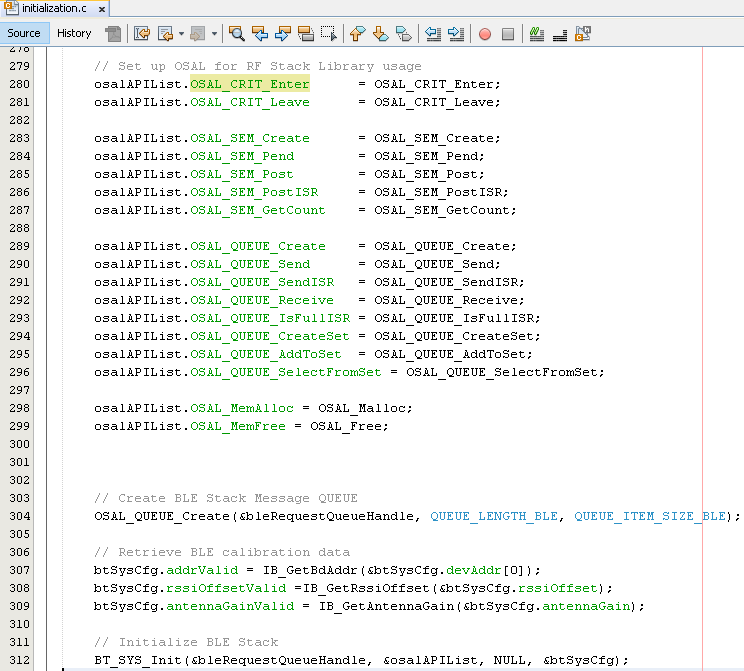 initialization.c x
Source History
278
279 // Set up OSAL for RF Stack Library usage
280 osalAPIList.OSAL_CRIT_Enter = OSAL_CRIT_Enter;
281 osalAPIList.OSAL_CRIT_Leave = OSAL_CRIT_Leave;
282
283 osalAPIList.OSAL_SEM_Create = OSAL_SEM_Create;
284 osalAPIList.OSAL_SEM_Pend = OSAL_SEM_Pend;
285 osalAPIList.OSAL_SEM_Post = OSAL_SEM_Post;
286 osalAPIList.OSAL_SEM_PostISR = OSAL_SEM_PostISR;
287 osalAPIList.OSAL_SEM_GetCount = OSAL_SEM_GetCount;
288
289 osalAPIList.OSAL_QUEUE_Create = OSAL_QUEUE_Create;
290 osalAPIList.OSAL_QUEUE_Send = OSAL_QUEUE_Send;
291 osalAPIList.OSAL_QUEUE_SendISR = OSAL_QUEUE_SendISR;
292 osalAPIList.OSAL_QUEUE_Receive = OSAL_QUEUE_Receive;
293 osalAPIList.OSAL_QUEUE_IsFullISR = OSAL_QUEUE_IsFullISR;
294 osalAPIList.OSAL_QUEUE_CreateSet = OSAL_QUEUE_CreateSet;
295 osalAPIList.OSAL_QUEUE_AddToSet = OSAL_QUEUE_AddToSet;
296 osalAPIList.OSAL_QUEUE_SelectFromSet = OSAL_QUEUE_SelectFromSet;
297
298 osalAPIList.OSAL_MemAlloc = OSAL_Malloc;
299 osalAPIList.OSAL_MemFree = OSAL_Free;
300
301
302
303 // Create BLE Stack Message QUEUE
304 OSAL_QUEUE_Create(&bleRequestQueueHandle, QUEUE_LENGTH_BLE, QUEUE_ITEM_SIZE_BLE);
305
306 // Retrieve BLE calibration data
307 btSysCfg.addrValid = IB_GetBdAddr(&btSysCfg.devAddr[0]);
308 btSysCfg.rssiOffsetValid =IB_GetRssiOffset(&btSysCfg.rssiOffset);
309 btSysCfg.antennaGainValid = IB_GetAntennaGain(&btSysCfg.antennaGain);
310
311 // Initialize BLE Stack
312 BT_SYS_Init(&bleRequestQueueHandle, &osalAPIList, NULL, &btSysCfg);